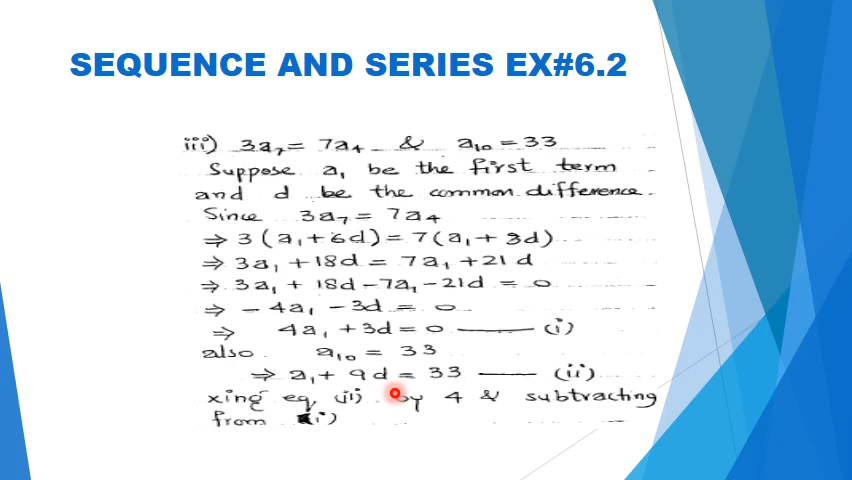 SEQUENCE AND SERIES EX#6.2
iii) 3a₇ = 7a₄ & a₁₀ = 33
Suppose a₁ be the first term
and d be the common difference
Since 3a₇ = 7a₄
⇒ 3(a₁+6d) = 7(a₁+3d)
⇒ 3a₁ + 18d = 7a₁ + 21d
⇒ 3a₁ + 18d - 7a₁ - 21d = 0
⇒ - 4a₁ - 3d = 0
⇒ 4a₁ + 3d = 0 —— (i)
also a₁₀ = 33
⇒ a₁ + 9d = 33 —— (ii)
xing eq (ii) by 4 & subtracting
from (i)